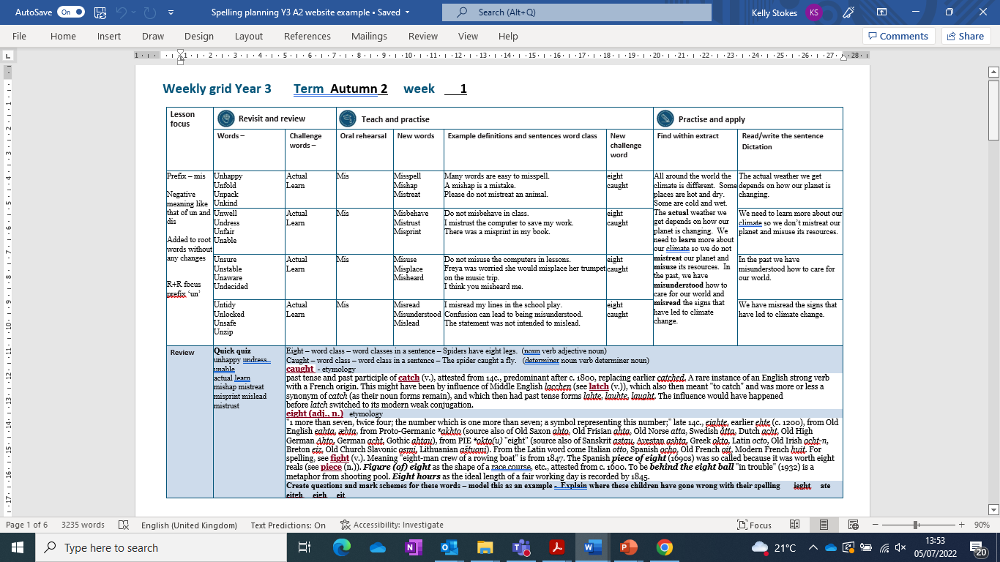 AutoSave On Spelling planning Y3 A2 website example • Saved Search (Alt+Q) Kelly Stokes KS
File Home Insert Draw Design Layout References Mailings Review View Help Comments Share
1 1 2 3 4 5 6 7 8 9 10 11 12 13 14 15 16 17 18 19 20 21 22 23 24 25 26 27 28
Weekly grid Year 3 Term Autumn 2 week 1
Lesson focus
Revisit and review
Teach and practise
Practise and apply
Words –
Challenge words –
Oral rehearsal
New words
Example definitions and sentences word class
New challenge word
Find within extract
Read/write the sentence
Dictation
Prefix – mis
Negative
meaning like
that of un and
dis
Added to root
words without
any changes
R+R focus
prefix 'un'
Unhappy
Unfold
Unpack
Unkind
Actual
Learn
Mis
Misspell
Mishap
Mistreat
Many words are easy to misspell.
A mishap is a mistake.
Please do not mistreat an animal.
eight
caught
All around the world the
climate is different. Some
places are hot and dry.
Some are cold and wet.
The actual weather we
get depends on how our
planet is changing. We
need to learn more about
our climate so we do not
mistreat our planet and
misuse its resources. In
the past, we have
misunderstood how to
care for our world and
misread the signs that
have led to climate
change.
The actual weather we get
depends on how our planet is
changing.
Unwell
Undress
Unfair
Unable
Actual
Learn
Mis
Misbehave
Mistrust
Misprint
Do not misbehave in class.
I mistrust the computer to save my work.
There was a misprint in my book.
eight
caught
We need to learn more about our
climate so we don't mistreat our
planet and misuse its resources.
Unsure
Unstable
Unaware
Undecided
Actual
Learn
Mis
Misuse
Misplace
Misheard
Do not misuse the computers in lessons.
Freya was worried she would misplace her trumpet
on the music trip.
I think you misheard me.
eight
caught
In the past we have
misunderstood how to care for
our world.
Untidy
Unlocked
Unsafe
Unzip
Actual
Learn
Mis
Misread
Misunderstood
Mislead
I misread my lines in the school play.
Confusion can lead to being misunderstood.
The statement was not intended to mislead.
eight
caught
We have misread the signs that
have led to climate change.
Review
Quick quiz
unhappy undress
unable
actual learn
mishap mistreat
misprint mislead
mistrust
Eight – word class – word classes in a sentence – Spiders have eight legs. (noun verb adjective noun)
Caught – word class – word class in a sentence – The spider caught a fly. (determiner noun verb determiner noun)
caught - etymology
past tense and past participle of catch (v.), attested from 14c., predominant after c. 1800, replacing earlier catched. A rare instance of an English strong verb
with a French origin. This might have been by influence of Middle English lacchen (see latch (v.)), which also then meant "to catch" and was more or less a
synonym of catch (as their noun forms remain), and which then had past tense forms lahte, lauhte, laught. The influence would have happened
before latch switched to its modern weak conjugation.
eight (adj., n.) etymology
"1 more than seven, twice four; the number which is one more than seven; a symbol representing this number;" late 14c., eighte, earlier ehte (c. 1200), from Old
English eahta, æhta, from Proto-Germanic *akhto (source also of Old Saxon ahto, Old Frisian ahta, Old Norse atta, Swedish åtta, Dutch acht, Old High
German Ahto, German acht, Gothic ahtau), from PIE *okto(u) "eight" (source also of Sanskrit astau, Avestan ashta, Greek okto, Latin octo, Old Irish ocht-n,
Breton eiz, Old Church Slavonic osmi, Lithuanian aštuoni). From the Latin word come Italian otto, Spanish ocho, Old French oit, Modern French huit. For
spelling, see fight (v.). Meaning "eight-man crew of a rowing boat" is from 1847. The Spanish piece of eight (1690s) was so called because it was worth eight
reals (see piece (n.)). Figure (of) eight as the shape of a race course, etc., attested from c. 1600. To be behind the eight ball "in trouble" (1932) is a
metaphor from shooting pool. Eight hours as the ideal length of a fair working day is recorded by 1845.
Create questions and mark schemes for these words – model this as an example - Explain where these children have gone wrong with their spelling ieght ate
eitgh eigh eit
Page 1 of 6 3235 words English (United Kingdom) Text Predictions: On Accessibility: Investigate Focus 90%
Type here to search 21°C 13:53
05/07/2022 20